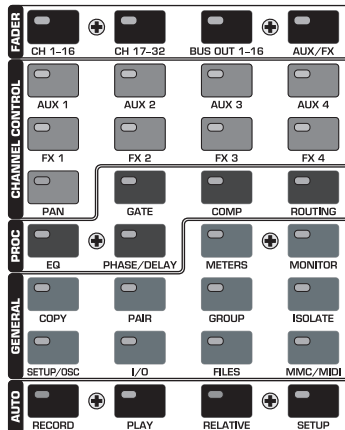 FADER
CH 1-16 CH 17-32 BUS OUT 1-16 AUX/FX
CHANNEL CONTROL
AUX 1 AUX 2 AUX 3 AUX 4
FX 1 FX 2 FX 3 FX 4
PAN GATE COMP ROUTING
PROC
EQ PHASE/DELAY METERS MONITOR
GENERAL
COPY PAIR GROUP ISOLATE
SETUP/OSC I/O FILES MMC/MIDI
AUTO
RECORD PLAY RELATIVE SETUP